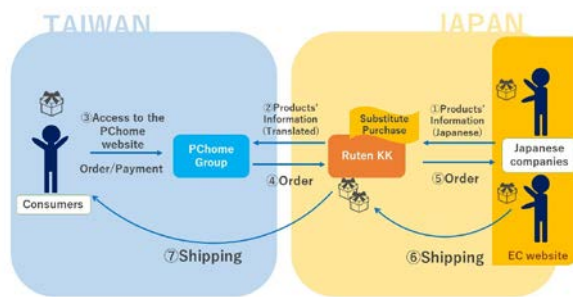 TAIWAN
JAPAN
③Access to the
PChome
website
Order/Payment
Consumers
PChome
Group
②Products'
Information
(Translated)
④Order
Substitute
Purchase
Ruten KK
①Products'
Information
(Japanese)
⑤Order
Japanese
companies
⑦Shipping
⑥Shipping
EC website